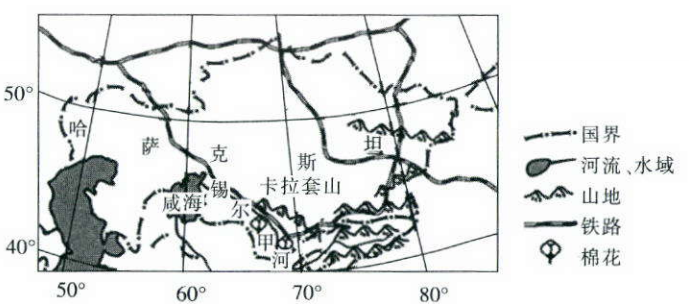 50°
哈
萨
克
斯
坦
卡拉套山
咸海
锡
尔
甲
河
40°
50°
60°
70°
80°
国界
河流、水域
山地
铁路
棉花